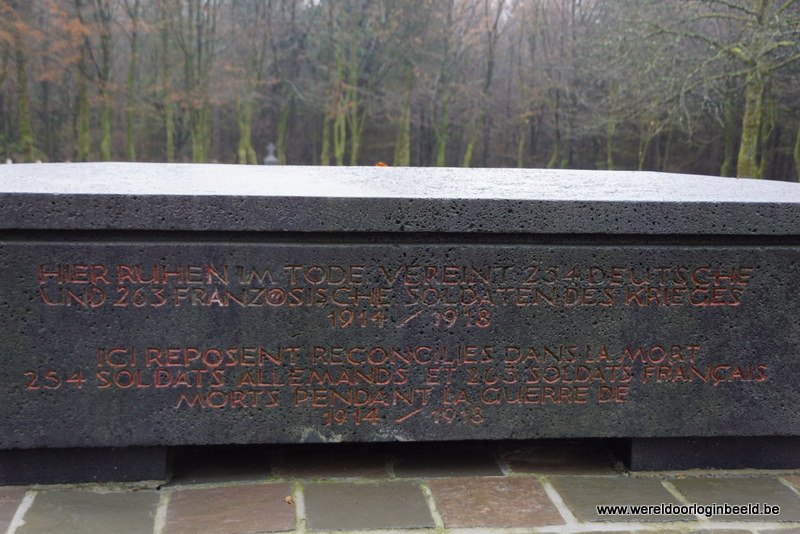 HIER RUHEN IM TODE VEREINT 254 DEUTSCHE
UND 263 FRANZÖSISCHE SOLDATEN DES KRIEGES
1914/1918
ICI REPOSENT RECONCILIES DANS LA MORT
254 SOLDATS ALLEMANDS ET 263 SOLDATS FRANÇAIS
MORTS PENDANT LA GUERRE DE
1914/1918
www.wereldoorloginbeeld.be